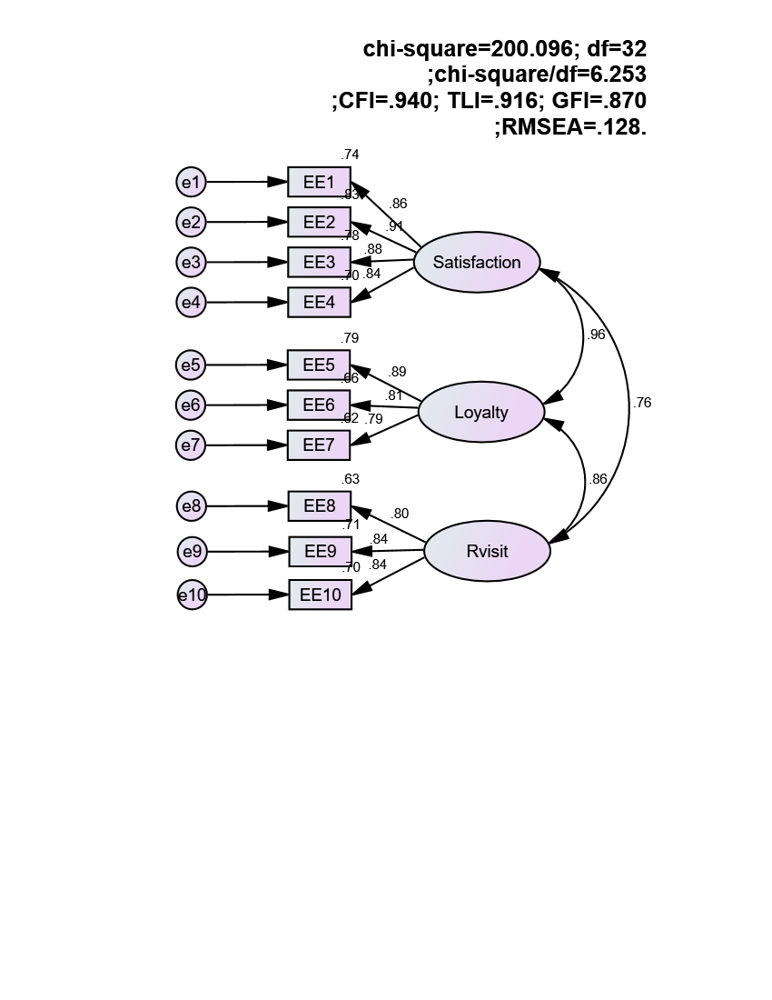 chi-square=200.096; df=32
;chi-square/df=6.253
;CFI=.940; TLI=.916; GFI=.870
;RMSEA=.128.
.74
e1
EE1
.86
.83
e2
EE2
.91
.78
e3
EE3
.88
Satisfaction
.70
.84
e4
EE4
.96
.79
e5
EE5
.89
.66
e6
EE6
.81
.76
Loyalty
.62
.79
e7
EE7
.63
.86
e8
EE8
.80
.71
e9
EE9
.84
Rvisit
.70
.84
e10
EE10